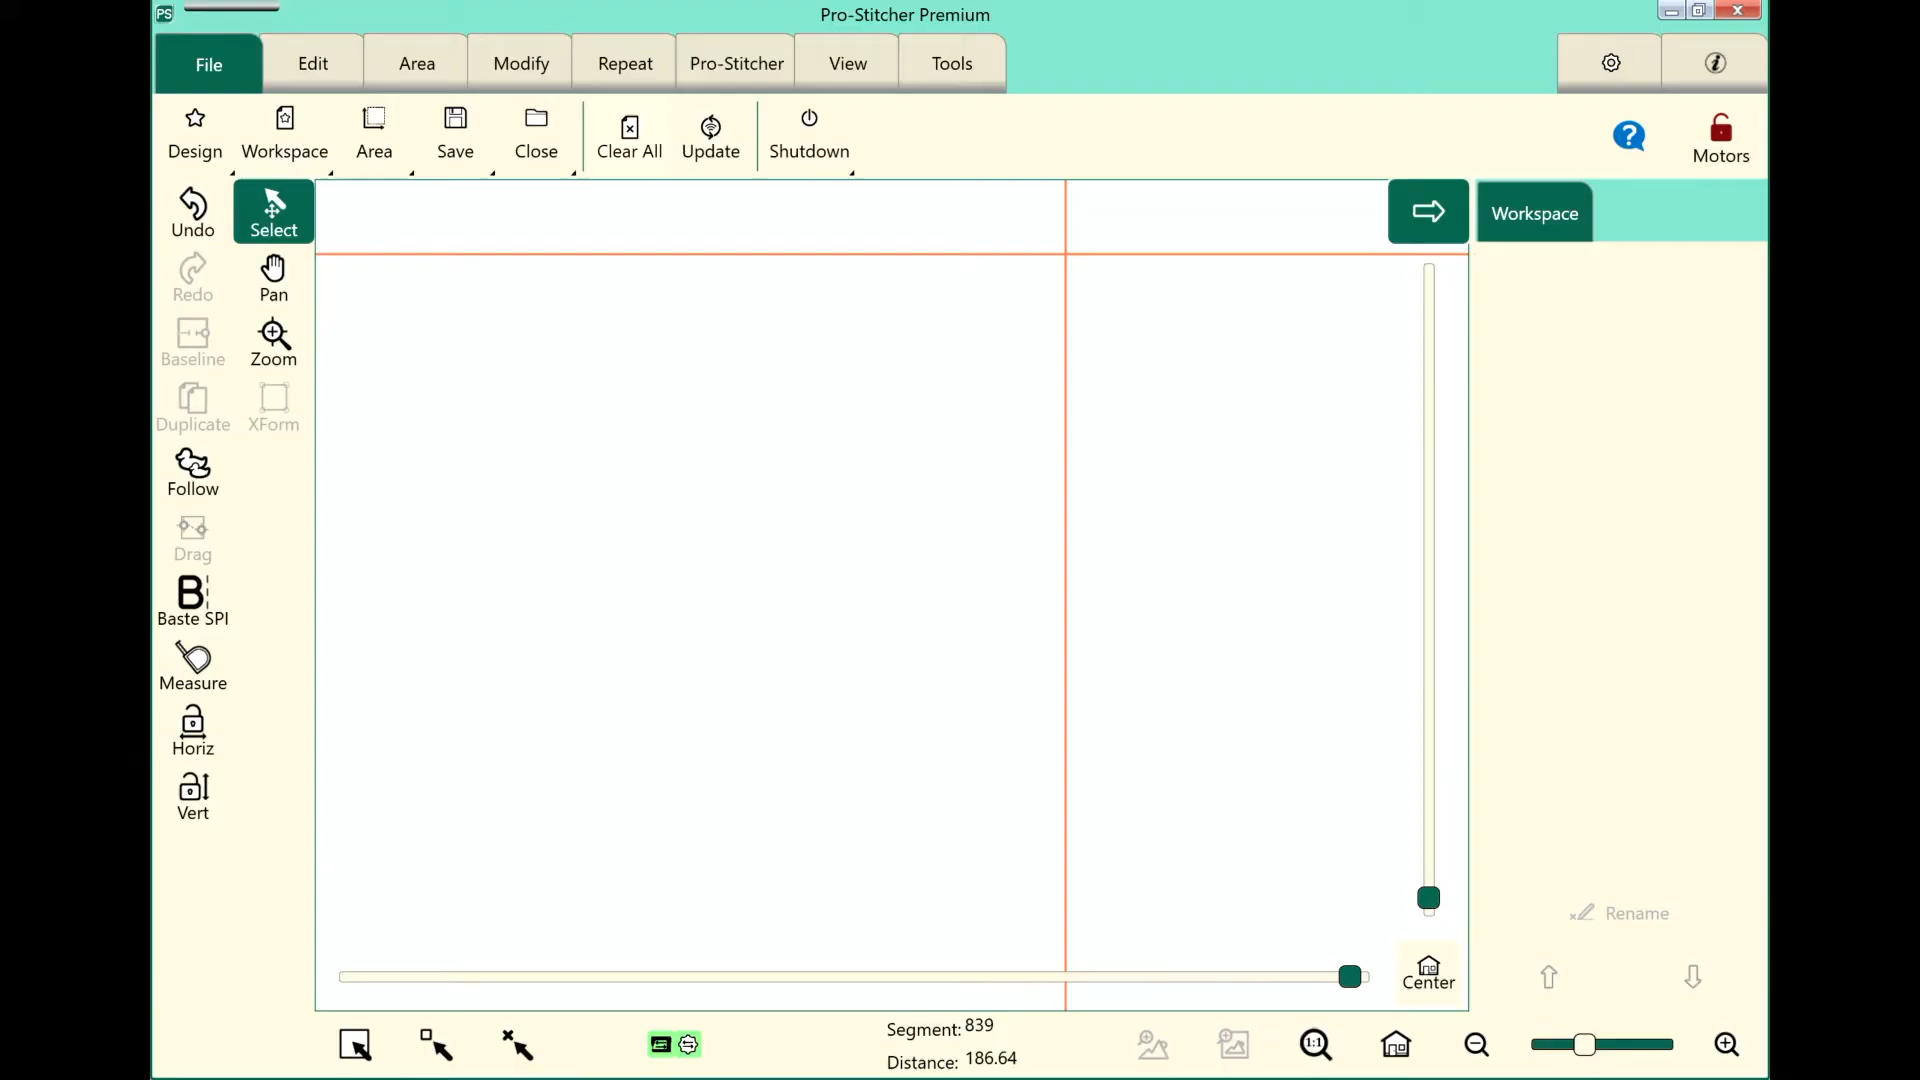 PS
Pro-Stitcher Premium
File Edit Area Modify Repeat Pro-Stitcher View Tools
Design Workspace Area Save Close Clear All Update Shutdown
Motors
Undo Select
Workspace
Redo Pan
Baseline Zoom
Duplicate XForm
Follow
Drag
B
Baste SPI
Measure
Horiz
Vert
Rename
Center
1:1
Segment: 839
Distance: 186.64